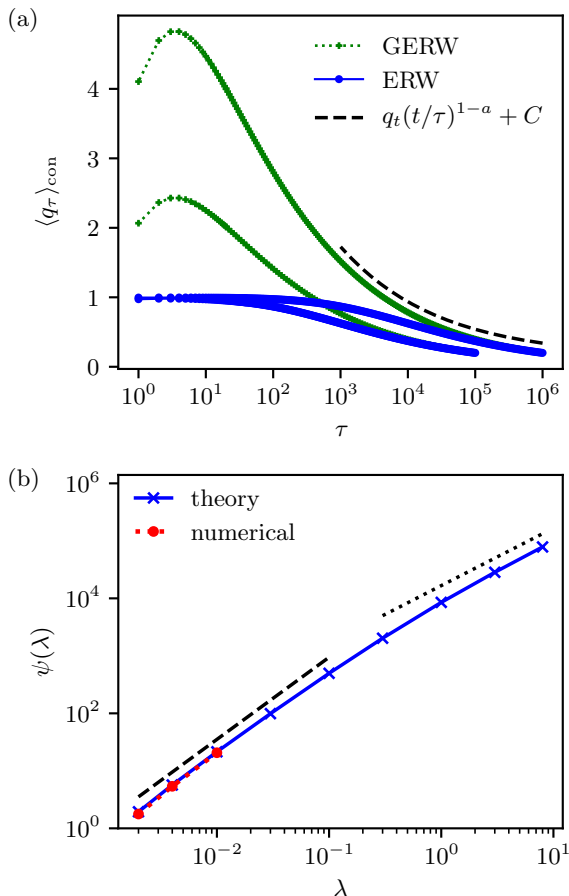 (a)
GERW
ERW
q_t(t/τ)^{1−a} + C
⟨q_τ⟩_con
4
3
2
1
0
10^0 10^1 10^2 10^3 10^4 10^5 10^6
τ
(b)
theory
numerical
ψ(λ)
10^6
10^4
10^2
10^0
10^{−2} 10^{−1} 10^0 10^1
λ